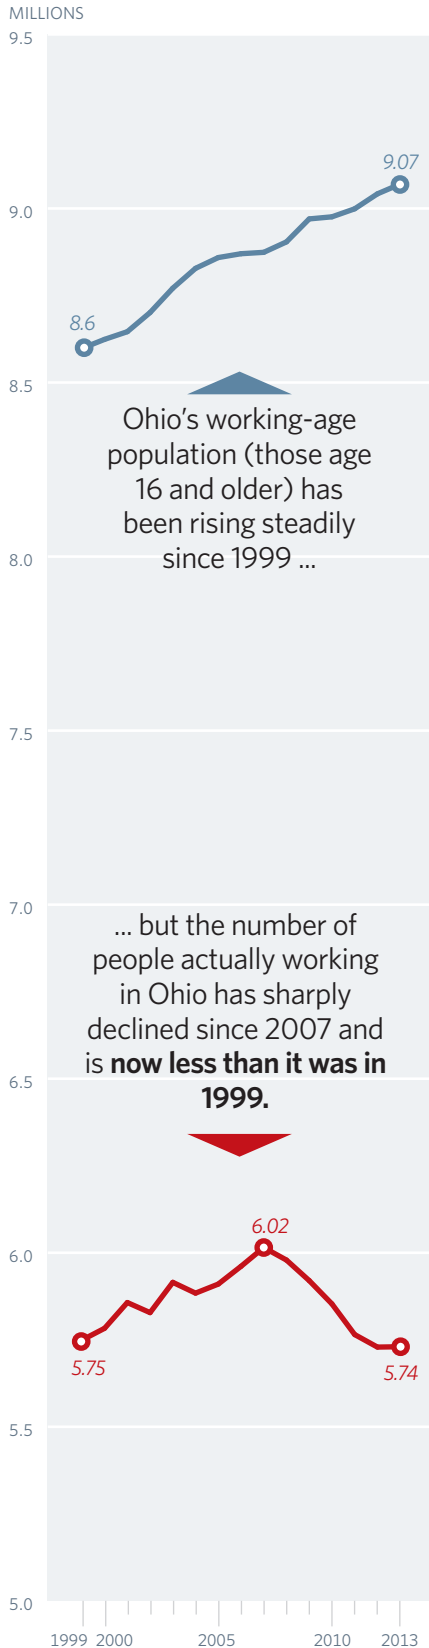 MILLIONS
9.5
9.07
9.0
8.6
8.5
Ohio's working-age
population (those age
16 and older) has
been rising steadily
since 1999 ...
8.0
7.5
7.0
... but the number of
people actually working
in Ohio has sharply
declined since 2007 and
is now less than it was in
1999.
6.5
6.02
6.0
5.75
5.74
5.5
5.0
1999 2000 2005 2010 2013